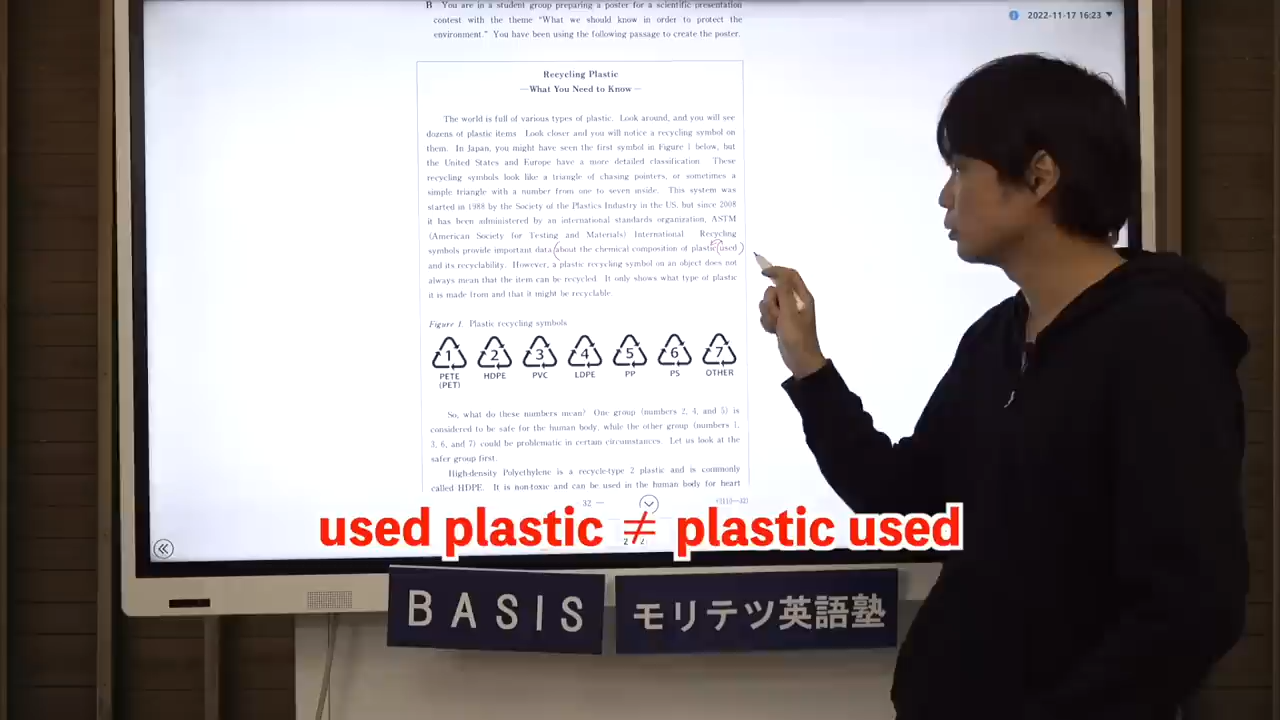 B You are in a student group preparing a poster for a scientific presentation
contest with the theme "What we should know in order to protect the
environment." You have been using the following passage to create the poster.
2022-11-17 16:23
Recycling Plastic
—What You Need to Know—
The world is full of various types of plastic. Look around, and you will see
dozens of plastic items. Look closer and you will notice a recycling symbol on
them. In Japan, you might have seen the first symbol in Figure 1 below, but
the United States and Europe have a more detailed classification. These
recycling symbols look like a triangle of chasing pointers, or sometimes a
simple triangle with a number from one to seven inside. This system was
started in 1988 by the Society of the Plastics Industry in the US, but since 2008
it has been administered by an international standards organization, ASTM
(American Society for Testing and Materials) International. Recycling
symbols provide important data about the chemical composition of plastic used
and its recyclability. However, a plastic recycling symbol on an object does not
always mean that the item can be recycled. It only shows what type of plastic
it is made from and that it might be recyclable.
Figure 1. Plastic recycling symbols
1 2 3 4 5 6 7
PETE HDPE PVC LDPE PP PS OTHER
(PET)
So, what do these numbers mean? One group (numbers 2, 4, and 5) is
considered to be safe for the human body, while the other group (numbers 1,
3, 6, and 7) could be problematic in certain circumstances. Let us look at the
safer group first.
High-density Polyethylene is a recycle-type 2 plastic and is commonly
called HDPE. It is non-toxic and can be used in the human body for heart
32 —
used plastic ≠ plastic used
BASIS モリテツ英語塾